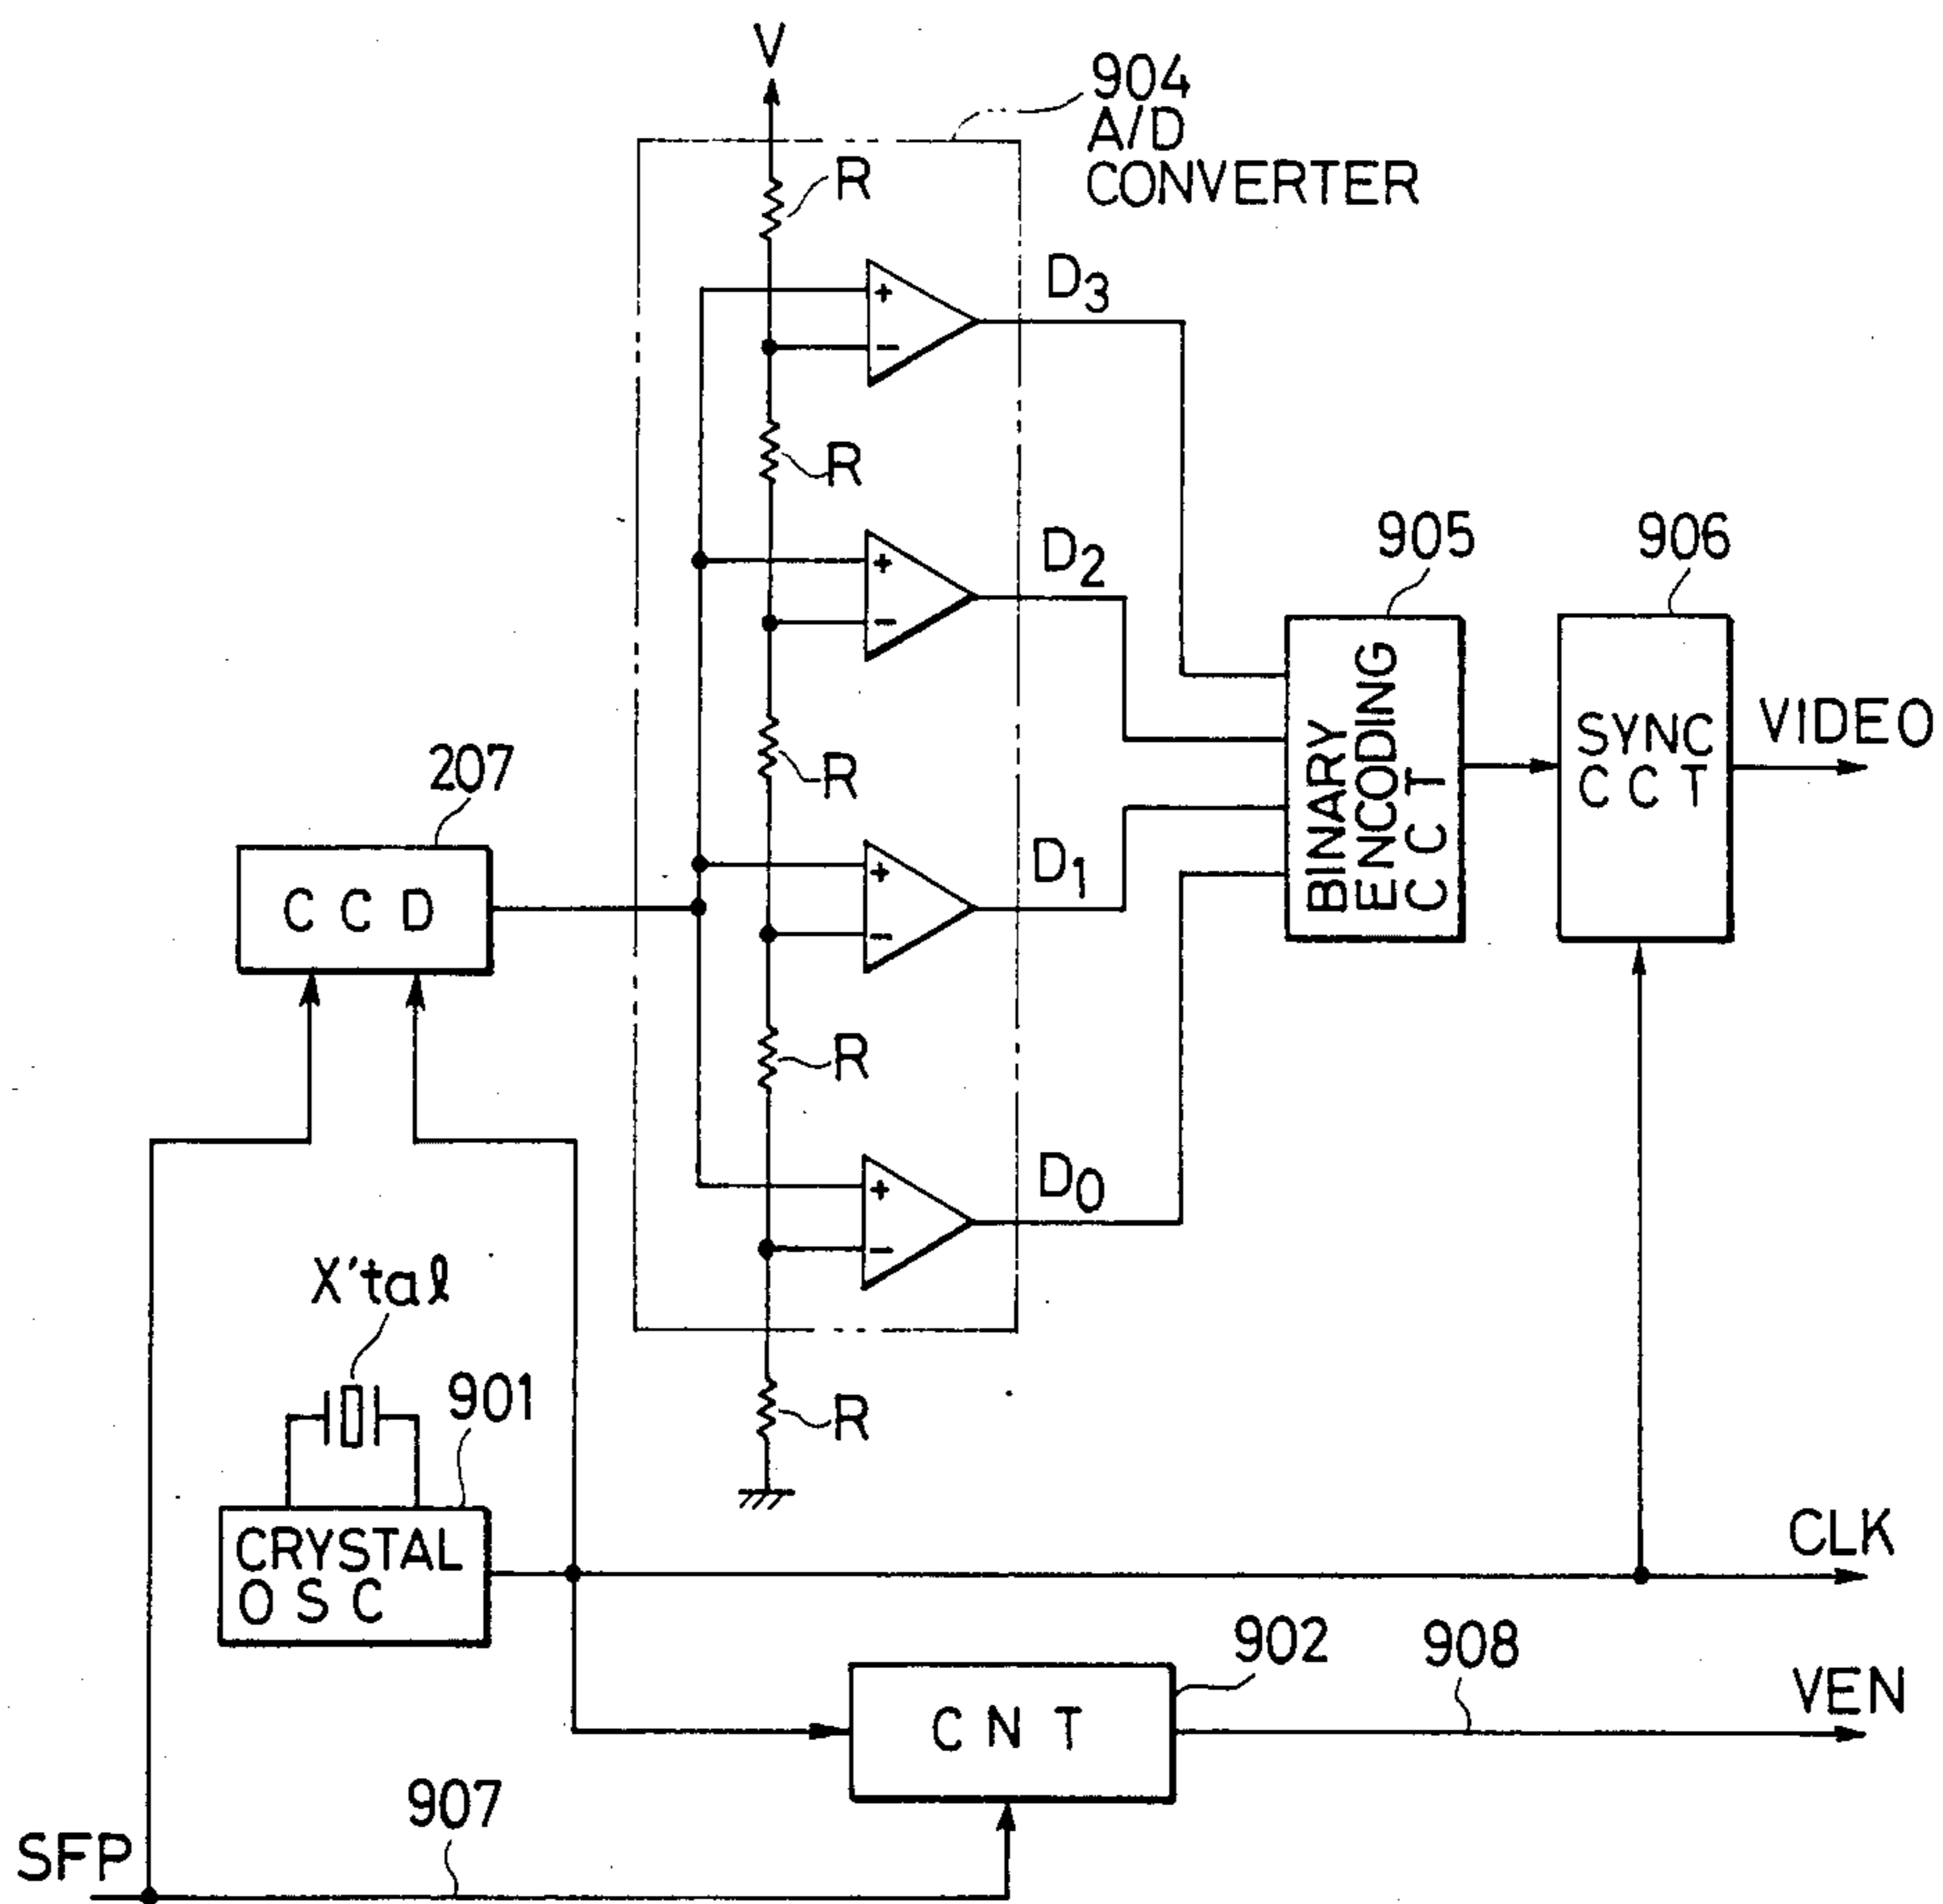 V
904
A/D
CONVERTER
R
+
−
D3
R
+
−
D2
905
906
R
BINARY
ENCODING
CCT
SYNC
CCT
VIDEO
207
CCD
+
−
D1
R
+
−
D0
X'tal
901
R
CRYSTAL
OSC
CLK
902
908
CNT
VEN
907
SFP